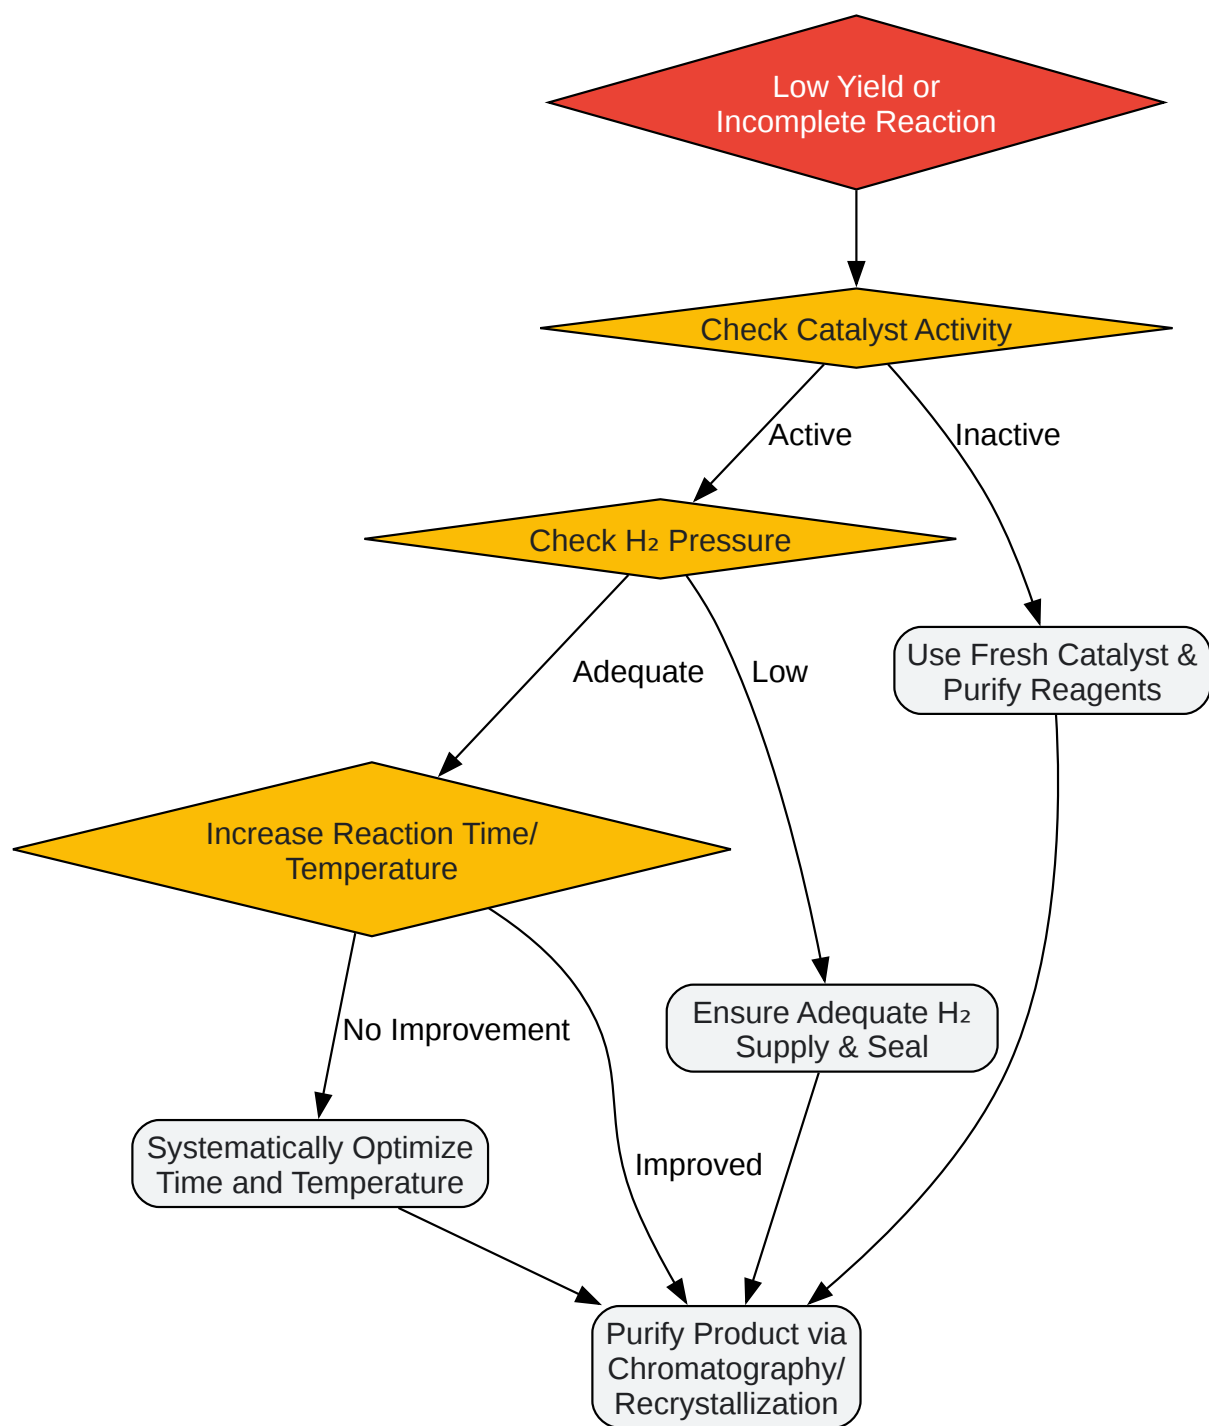 Low Yield or
Incomplete Reaction
Check Catalyst Activity
Active
Inactive
Check H₂ Pressure
Adequate
Low
Use Fresh Catalyst &
Purify Reagents
Increase Reaction Time/
Temperature
No Improvement
Ensure Adequate H₂
Supply & Seal
Systematically Optimize
Time and Temperature
Improved
Purify Product via
Chromatography/
Recrystallization